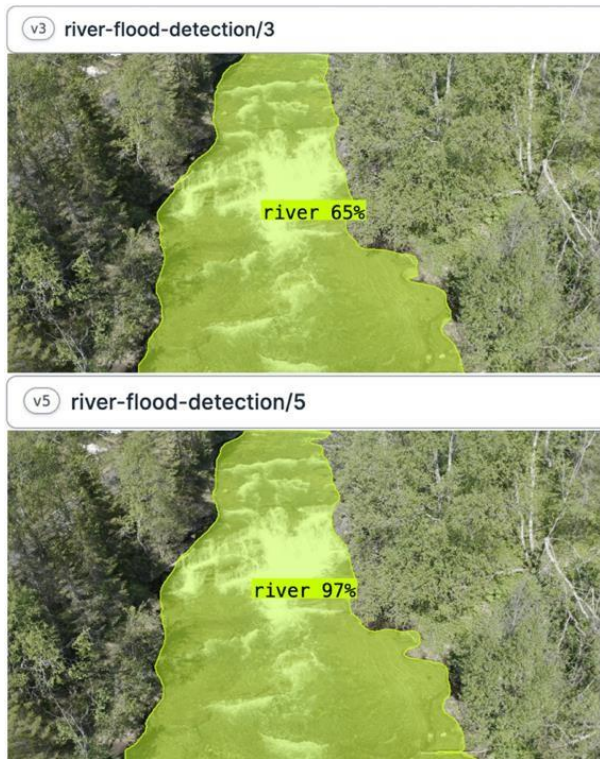 v3 river-flood-detection/3
river 65%
v5 river-flood-detection/5
river 97%